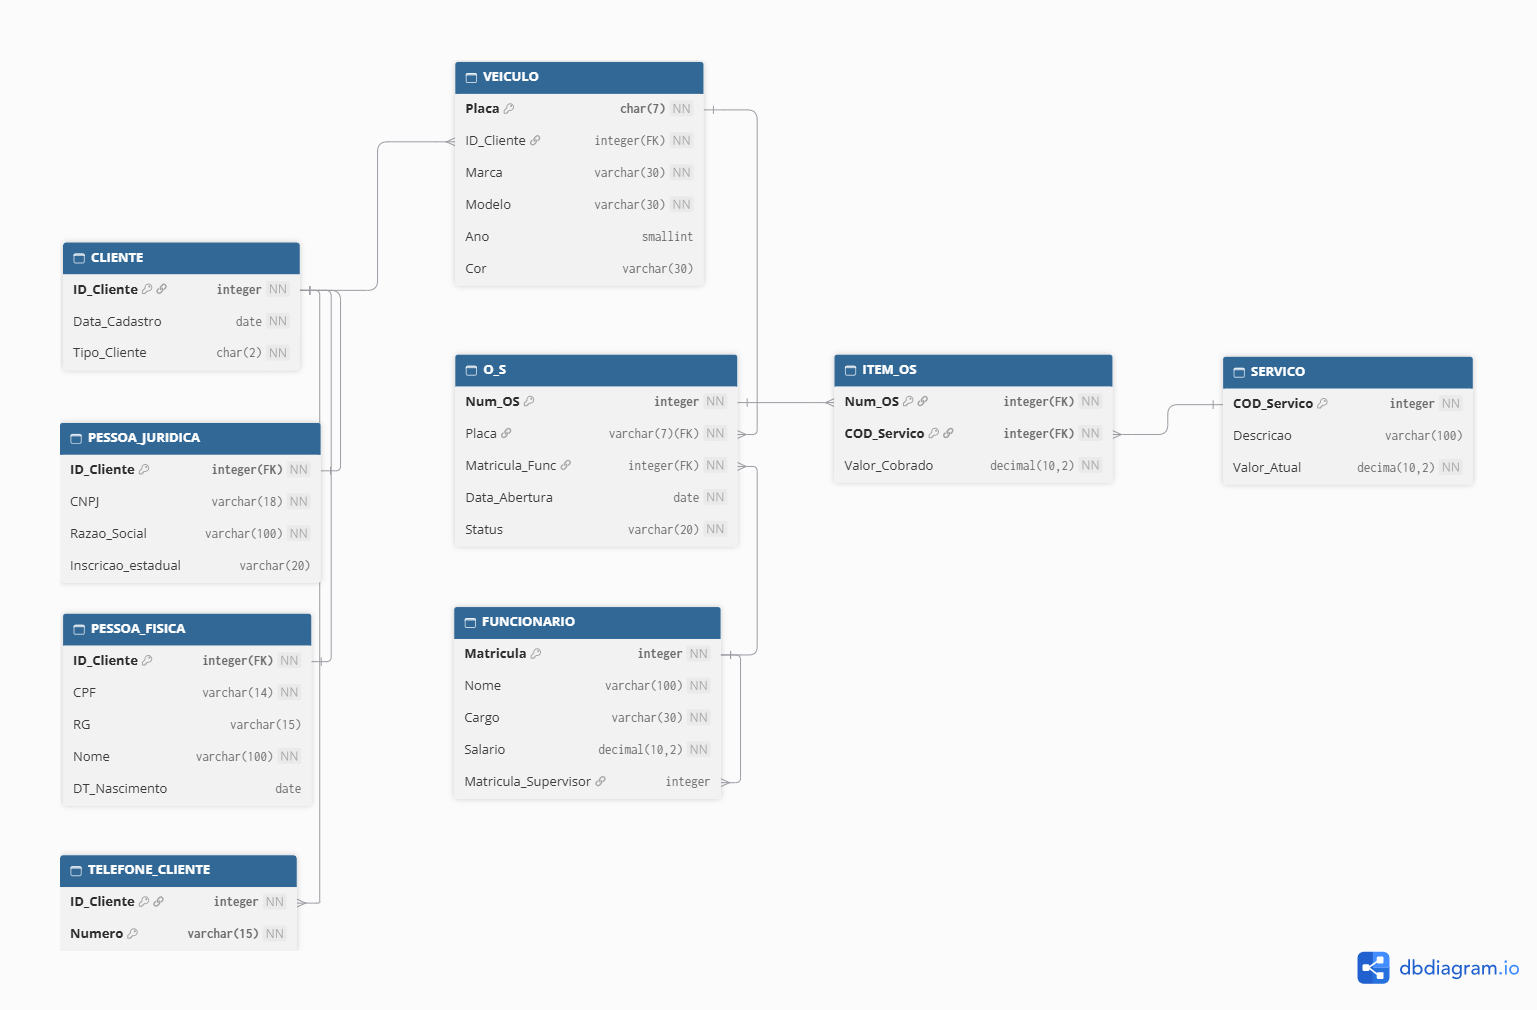 VEICULO
Placa char(7) NN
ID_Cliente integer(FK) NN
Marca varchar(30) NN
Modelo varchar(30) NN
Ano smallint
Cor varchar(30)
CLIENTE
ID_Cliente integer NN
Data_Cadastro date NN
Tipo_Cliente char(2) NN
PESSOA_JURIDICA
ID_Cliente integer(FK) NN
CNPJ varchar(18) NN
Razao_Social varchar(100) NN
Inscricao_estadual varchar(20)
PESSOA_FISICA
ID_Cliente integer(FK) NN
CPF varchar(14) NN
RG varchar(15)
Nome varchar(100) NN
DT_Nascimento date
TELEFONE_CLIENTE
ID_Cliente integer NN
Numero varchar(15) NN
O_S
Num_OS integer NN
Placa varchar(7)(FK) NN
Matricula_Func integer(FK) NN
Data_Abertura date NN
Status varchar(20) NN
FUNCIONARIO
Matricula integer NN
Nome varchar(100) NN
Cargo varchar(30) NN
Salario decimal(10,2) NN
Matricula_Supervisor integer
ITEM_OS
Num_OS integer(FK) NN
COD_Servico integer(FK) NN
Valor_Cobrado decimal(10,2) NN
SERVICO
COD_Servico integer NN
Descricao varchar(100)
Valor_Atual decima(10,2) NN
dbdiagram.io